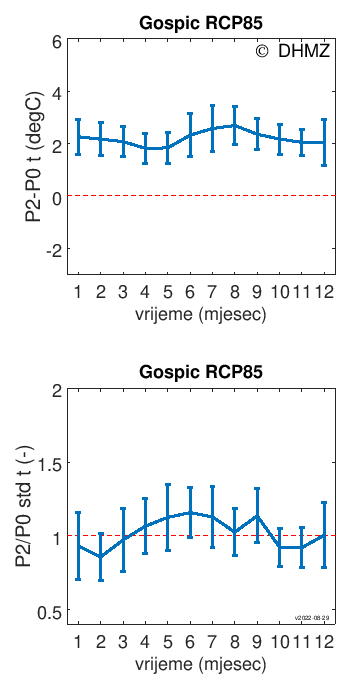 Gospic RCP85
© DHMZ
P2-P0 t (degC)
6
4
2
0
-2
1 2 3 4 5 6 7 8 9 10 11 12
vrijeme (mjesec)
Gospic RCP85
P2/P0 std t (-)
2
1.5
1
0.5
v2022-08-29
1 2 3 4 5 6 7 8 9 10 11 12
vrijeme (mjesec)